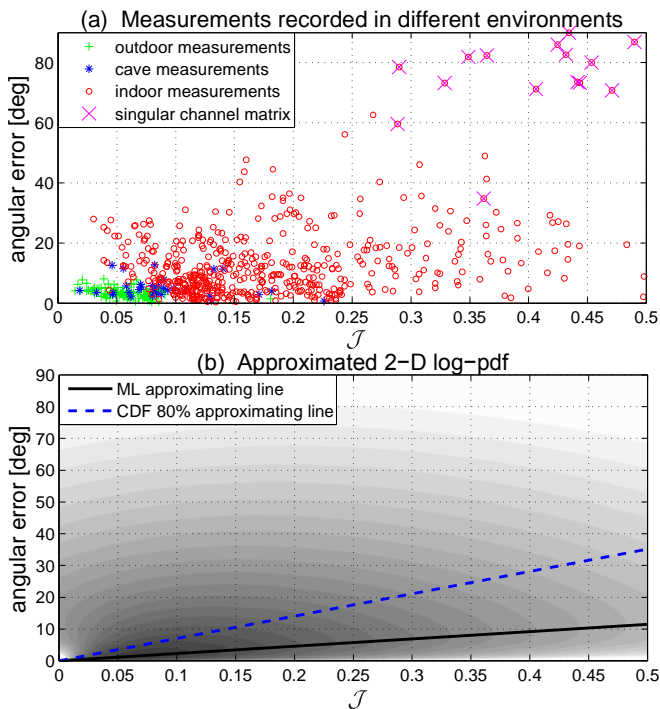 (a) Measurements recorded in different environments
angular error [deg]
90
80
60
40
20
0
outdoor measurements
cave measurements
indoor measurements
singular channel matrix
0 0.05 0.1 0.15 0.2 0.25 0.3 0.35 0.4 0.45 0.5
𝒥
(b) Approximated 2−D log−pdf
angular error [deg]
90
80
70
60
50
40
30
20
10
0
ML approximating line
CDF 80% approximating line
0 0.05 0.1 0.15 0.2 0.25 0.3 0.35 0.4 0.45 0.5
𝒥